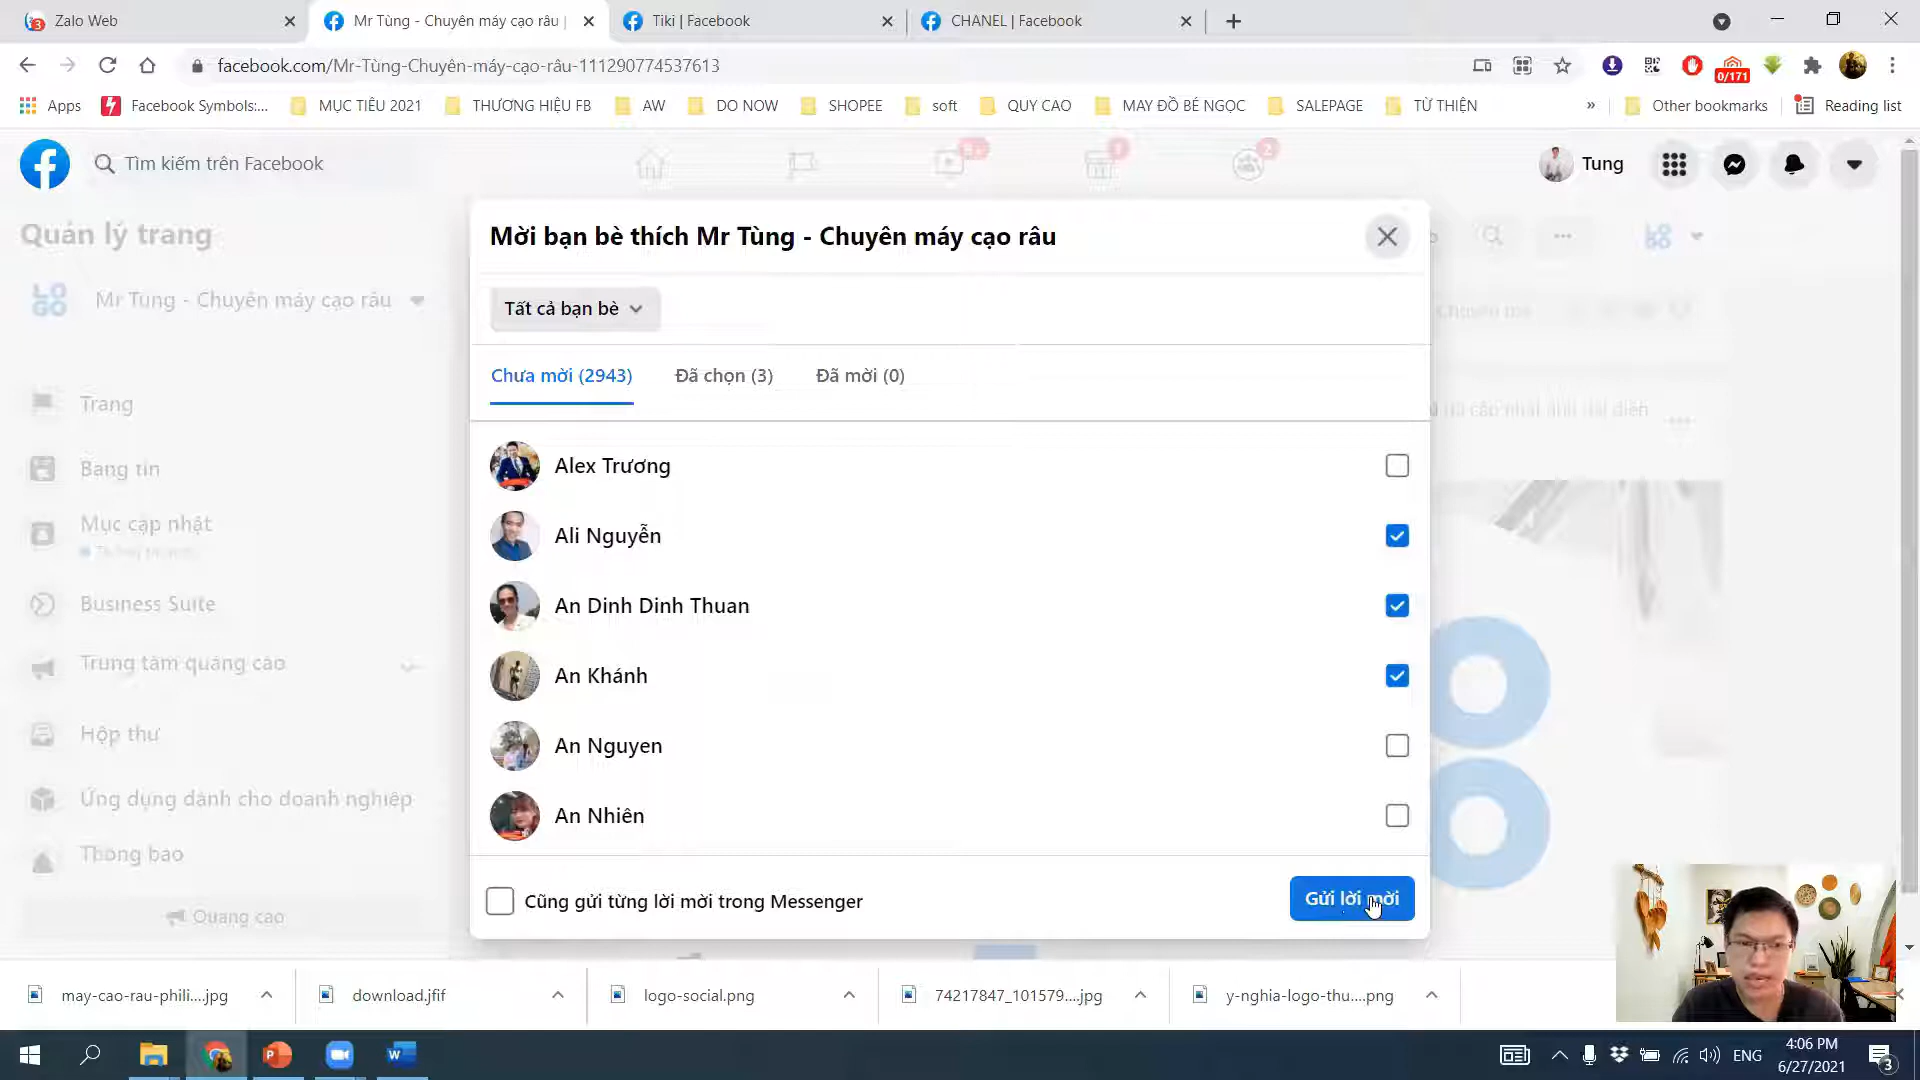 Zalo Web
Mr Tùng - Chuyên máy cạo râu |
Tiki | Facebook
CHANEL | Facebook
facebook.com/Mr-Tùng-Chuyên-máy-cạo-râu-111290774537613
0/171
Apps
Facebook Symbols:...
MỤC TIÊU 2021
THƯƠNG HIỆU FB
AW
DO NOW
SHOPEE
soft
QUY CAO
MAY ĐỒ BÉ NGỌC
SALEPAGE
TỪ THIỆN
»
Other bookmarks
Reading list
Tìm kiếm trên Facebook
Tung
Quản lý trang
Mr Tùng - Chuyên máy cạo râu
Trang
Bảng tin
Mục cập nhật
Business Suite
Trung tâm quảng cáo
Hộp thư
Ứng dụng dành cho doanh nghiệp
Thông báo
Quảng cáo
Mời bạn bè thích Mr Tùng - Chuyên máy cạo râu
Tất cả bạn bè
Chưa mời (2943)
Đã chọn (3)
Đã mời (0)
Alex Trương
Ali Nguyễn
An Dinh Dinh Thuan
An Khánh
An Nguyen
An Nhiên
Cũng gửi từng lời mời trong Messenger
Gửi lời mời
may-cao-rau-phili....jpg
download.jfif
logo-social.png
74217847_101579....jpg
y-nghia-logo-thu....png
ENG
4:06 PM
6/27/2021
3